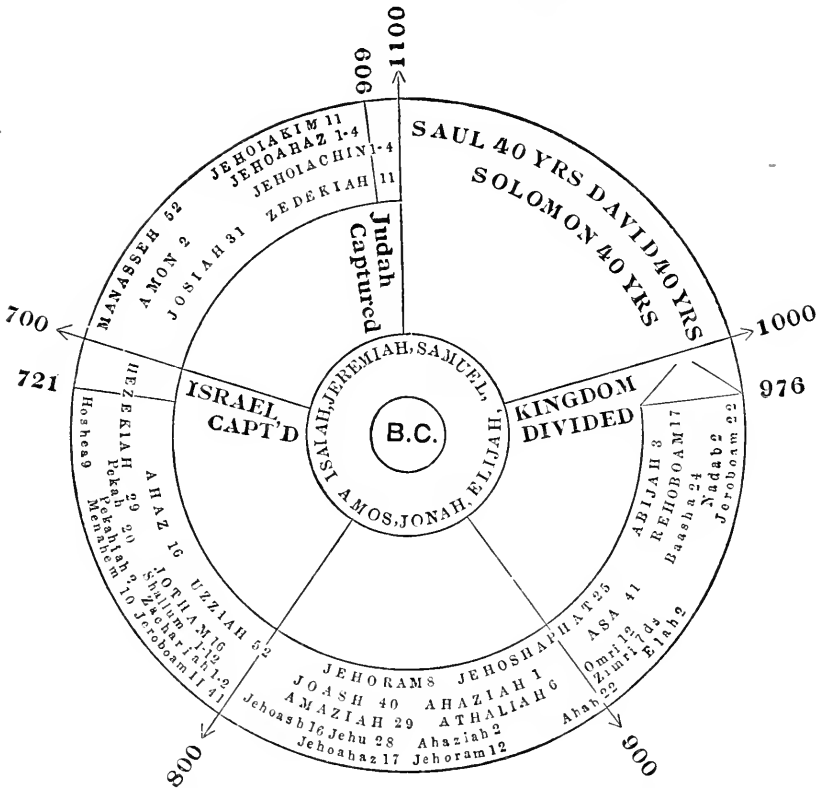 1100
606
SAUL 40 YRS DAVID 40 YRS
SOLOMON 40 YRS
1000
976
KINGDOM
DIVIDED
ABIJAH 3
REHOBOAM 17
Baasha 24
Nadab 2
Jeroboam 22
ASA 41
Omri 12
Zimri 7ds
Elah 2
JEHOSHAPHAT 25
Ahab 22
900
JEHORAM 8
AHAZIAH 1
ATHALIAH 6
Ahaziah 2
Jehoram 12
JOASH 40
AMAZIAH 29
Jehoash 16 Jehu 28
Jehoahaz 17
800
UZZIAH 52
JOTHAM 16
Shallum 1-12
Zachariah 1-2
Jeroboam II 41
AHAZ 16
HEZEKIAH 29
Pekah 20
Pekahiah 2
Menahem 10
Hoshea 9
721
ISRAEL,
CAPT'D
700
MANASSEH 52
AMON 2
JOSIAH 31
JEHOIAKIM 11
JEHOAHAZ 1-4
JEHOIACHIN 1-4
ZEDEKIAH 11
Judah
Captured
ISAIAH, JEREMIAH, SAMUEL,
AMOS, JONAH, ELIJAH,
B.C.